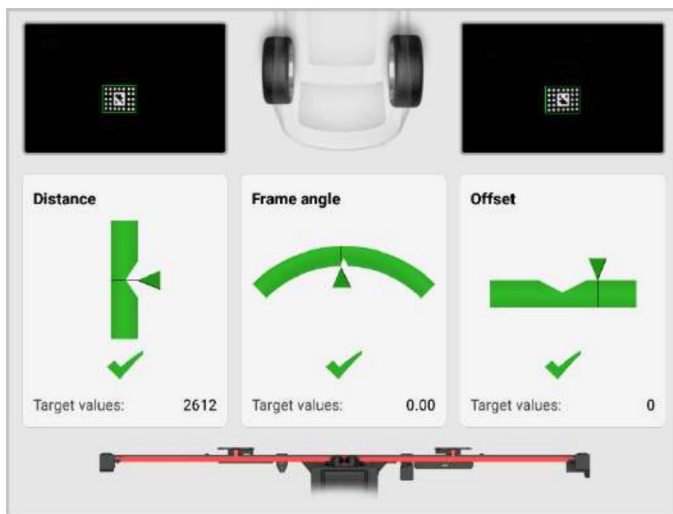 Distance
Frame angle
Offset
Target values: 2612
Target values: 0.00
Target values: 0